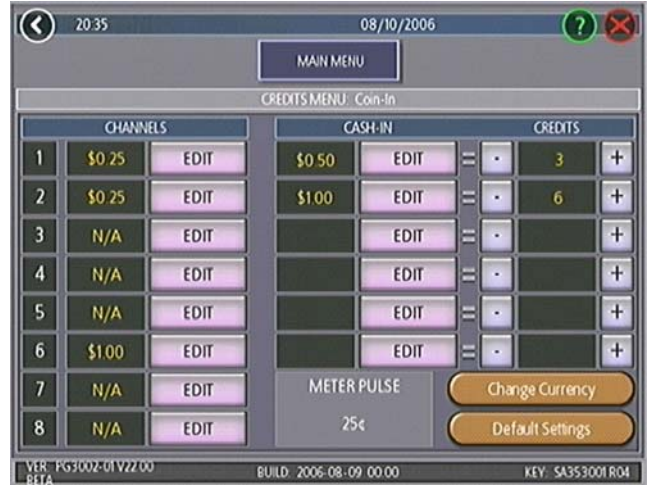 20:35 08/10/2006 ?
MAIN MENU
CREDITS MENU: Coin-In
CHANNELS CASH-IN CREDITS
1 $0.25 EDIT $0.50 EDIT = - 3 +
2 $0.25 EDIT $1.00 EDIT = - 6 +
3 N/A EDIT EDIT = - +
4 N/A EDIT EDIT = - +
5 N/A EDIT EDIT = - +
6 $1.00 EDIT EDIT = - +
7 N/A EDIT METER PULSE Change Currency
8 N/A EDIT 25¢ Default Settings
VER: PG3002-01 V22.00 BUILD: 2006-08-09 00:00 KEY: SA353001 R04
BETA